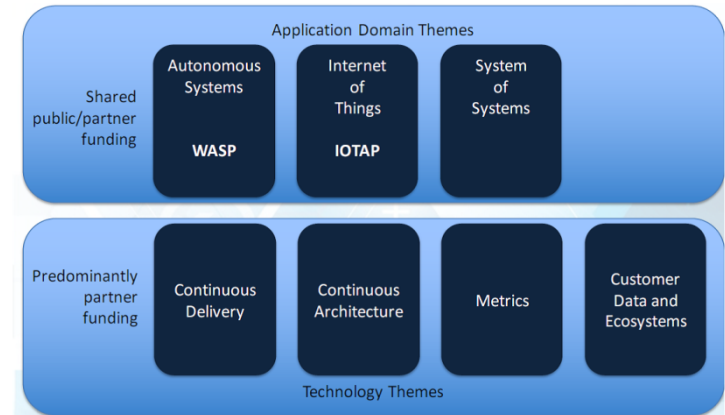 Application Domain Themes
Shared
public/partner
funding
Autonomous
Systems
WASP
Internet
of
Things
IOTAP
System
of
Systems
Predominantly
partner
funding
Continuous
Delivery
Continuous
Architecture
Metrics
Customer
Data and
Ecosystems
Technology Themes